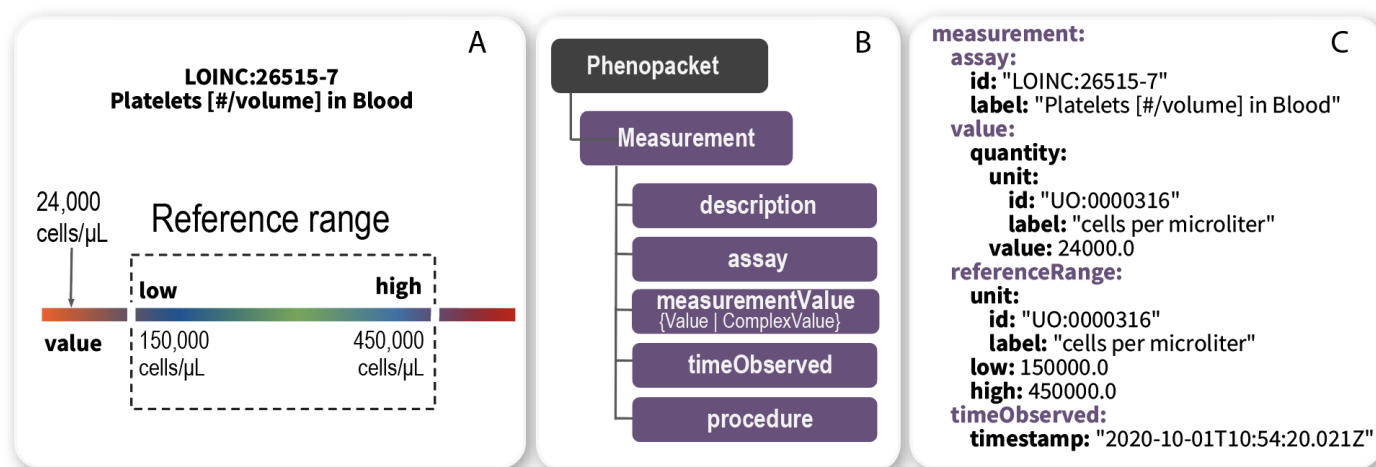 A
LOINC:26515-7
Platelets [#/volume] in Blood
24,000
cells/µL
Reference range
low
high
value
150,000
cells/µL
450,000
cells/µL
B
Phenopacket
Measurement
description
assay
measurementValue
{Value | ComplexValue}
timeObserved
procedure
C
measurement:
assay:
id: "LOINC:26515-7"
label: "Platelets [#/volume] in Blood"
value:
quantity:
unit:
id: "UO:0000316"
label: "cells per microliter"
value: 24000.0
referenceRange:
unit:
id: "UO:0000316"
label: "cells per microliter"
low: 150000.0
high: 450000.0
timeObserved:
timestamp: "2020-10-01T10:54:20.021Z"